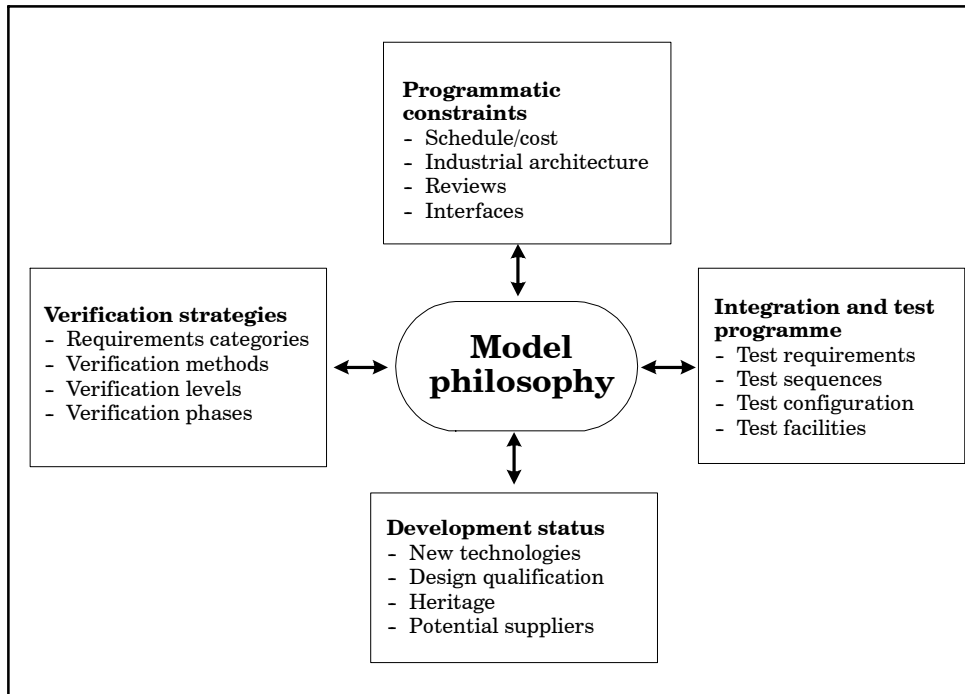 Programmatic
constraints
- Schedule/cost
- Industrial architecture
- Reviews
- Interfaces
Verification strategies
- Requirements categories
- Verification methods
- Verification levels
- Verification phases
Model
philosophy
Integration and test
programme
- Test requirements
- Test sequences
- Test configuration
- Test facilities
Development status
- New technologies
- Design qualification
- Heritage
- Potential suppliers